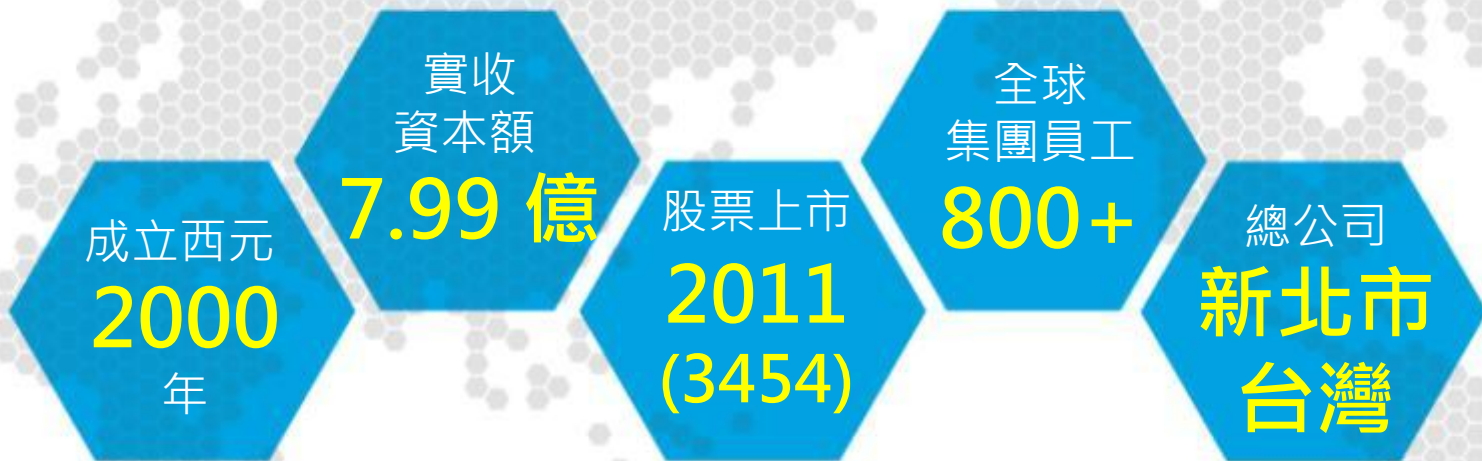 成立西元
2000
年
實收
資本額
7.99 億
股票上市
2011
(3454)
全球
集團員工
800+
總公司
新北市
台灣